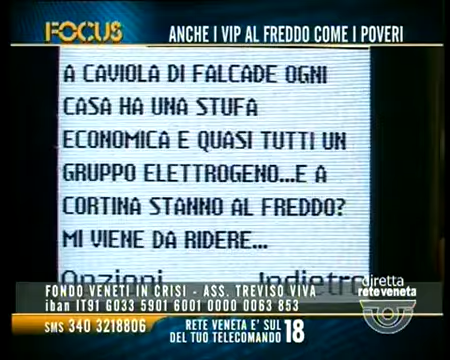 FOCUS
ANCHE I VIP AL FREDDO COME I POVERI
A CAVIOLA DI FALCADE OGNI
CASA HA UNA STUFA
ECONOMICA E QUASI TUTTI UN
GRUPPO ELETTROGENO...E A
CORTINA STANNO AL FREDDO?
MI VIENE DA RIDERE...
Opzioni Indietro
diretta
reteveneta
FONDO VENETI IN CRISI - ASS. TREVISO VIVA
iban IT91 G033 5901 6001 0000 0063 853
SMS 340 3218806
RETE VENETA E' SUL
DEL TUO TELECOMANDO 18